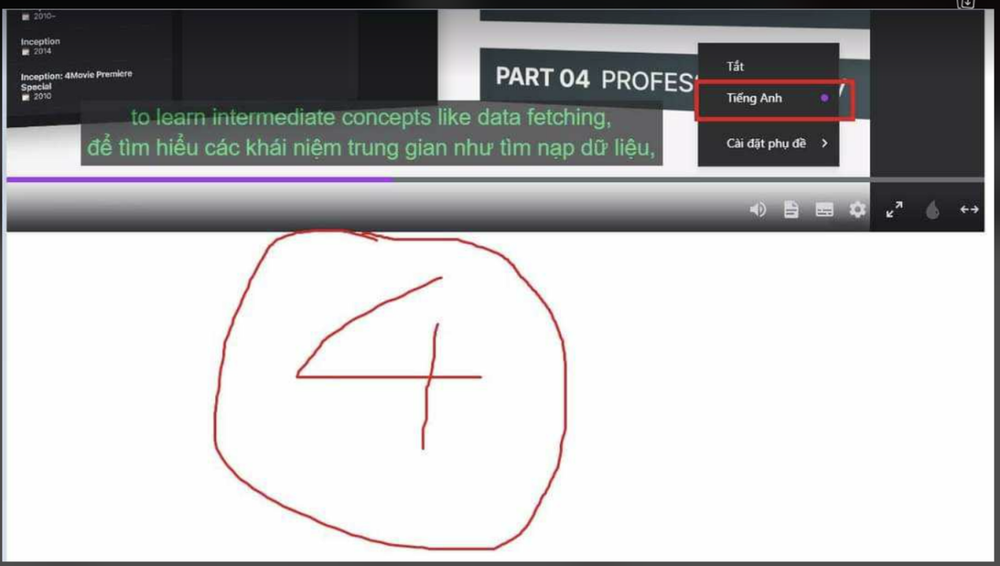 2010–
Inception
2014
Inception: 4Movie Premiere
Special
2010
PART 04 PROFES
Tắt
Tiếng Anh
Cài đặt phụ đề
to learn intermediate concepts like data fetching,
để tìm hiểu các khái niệm trung gian như tìm nạp dữ liệu,
4